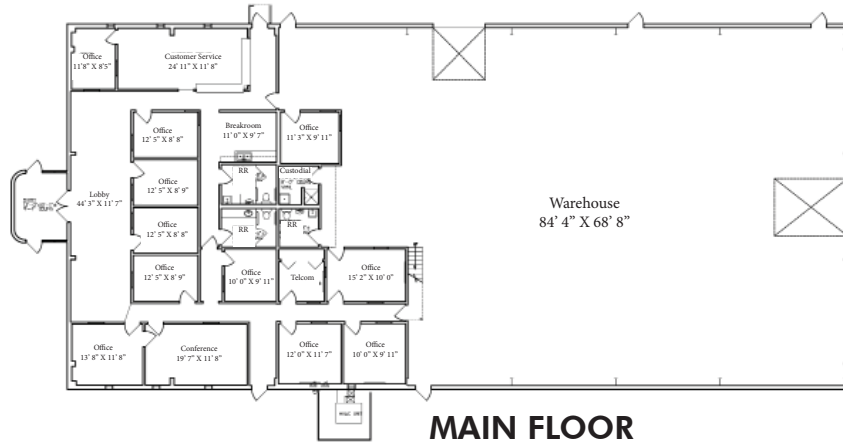 Office
11'8" X 8'5"
Customer Service
24' 11" X 11' 8"
Office
12' 5" X 8' 8"
Breakroom
11' 0" X 9' 7"
Office
11' 3" X 9' 11"
Office
12' 5" X 8' 9"
RR
Custodial
Lobby
44' 3" X 11' 7"
Warehouse
84' 4" X 68' 8"
Office
12' 5" X 8' 8"
RR
RR
Office
12' 5" X 8' 9"
Office
10' 0" X 9' 11"
Telcom
Office
15' 2" X 10' 0"
Office
13' 8" X 11' 8"
Conference
19' 7" X 11' 8"
Office
12' 0" X 11' 7"
Office
10' 0" X 9' 11"
MAIN FLOOR